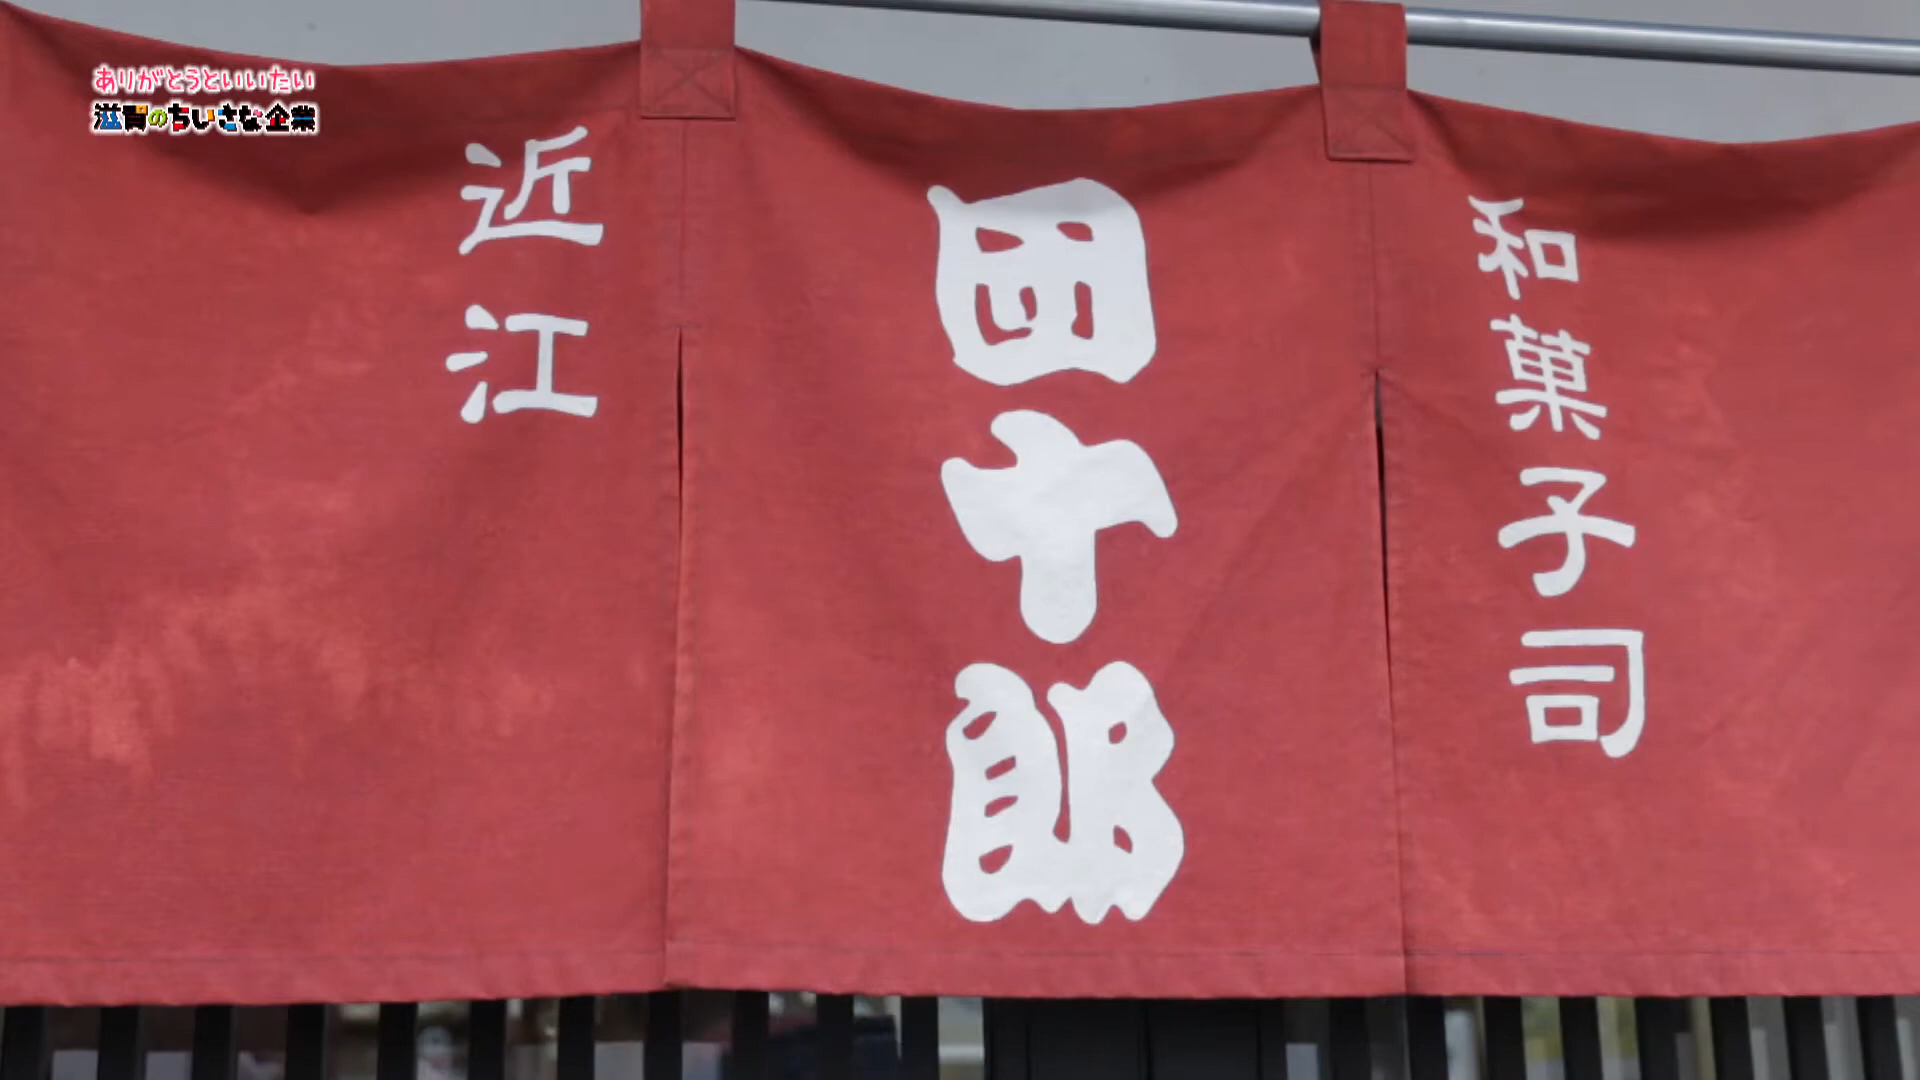 ありがとうといいたい
滋賀のちいさな企業
和菓子司
団十郎
近江